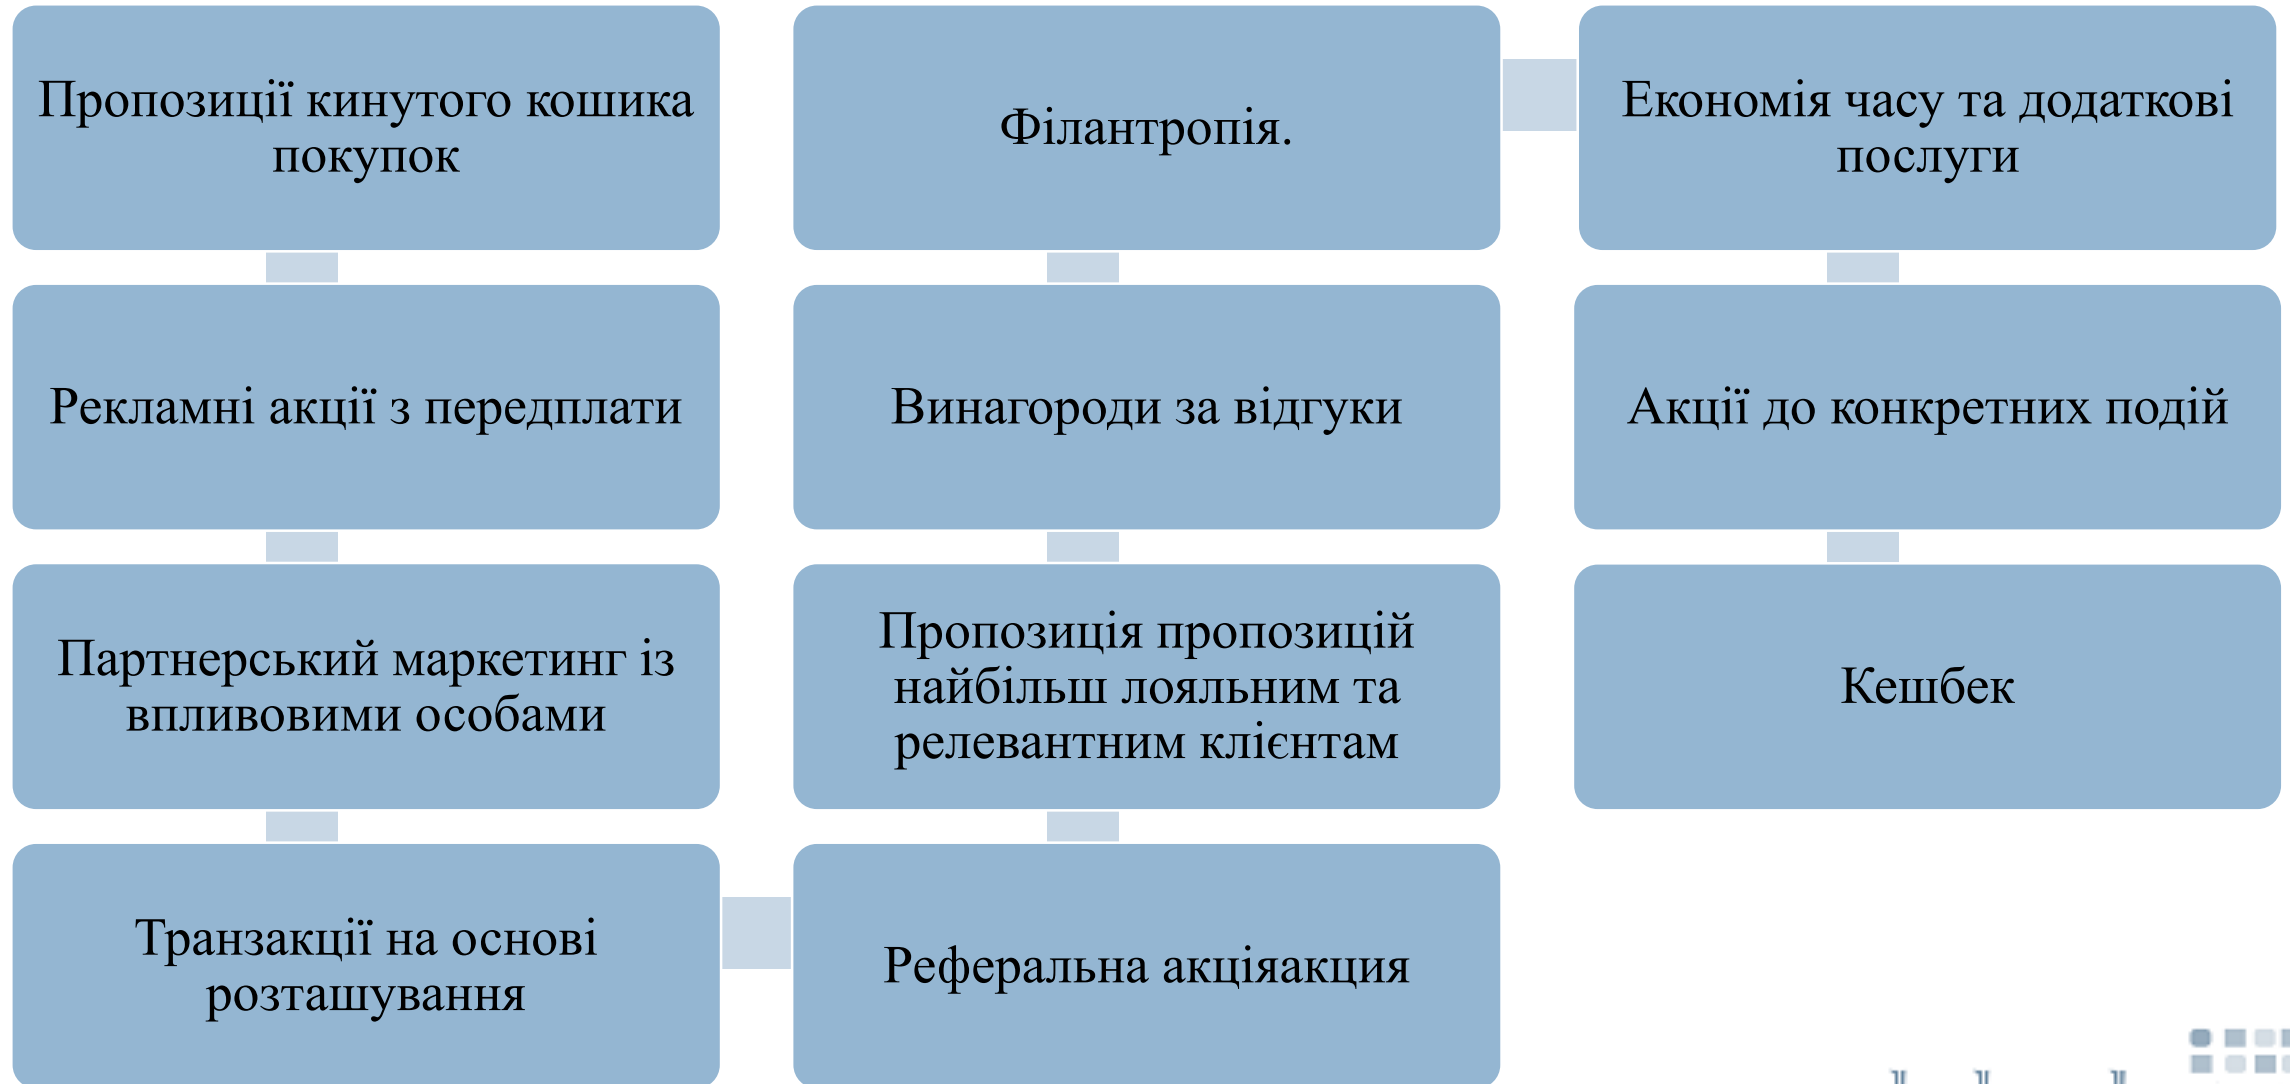 Пропозиції кинутого кошика
покупок
Рекламні акції з передплати
Партнерський маркетинг із
впливовими особами
Транзакції на основі
розташування
Реферальна акціяакция
Пропозиція пропозицій
найбільш лояльним та
релевантним клієнтам
Винагороди за відгуки
Філантропія.
Економія часу та додаткові
послуги
Акції до конкретних подій
Кешбек